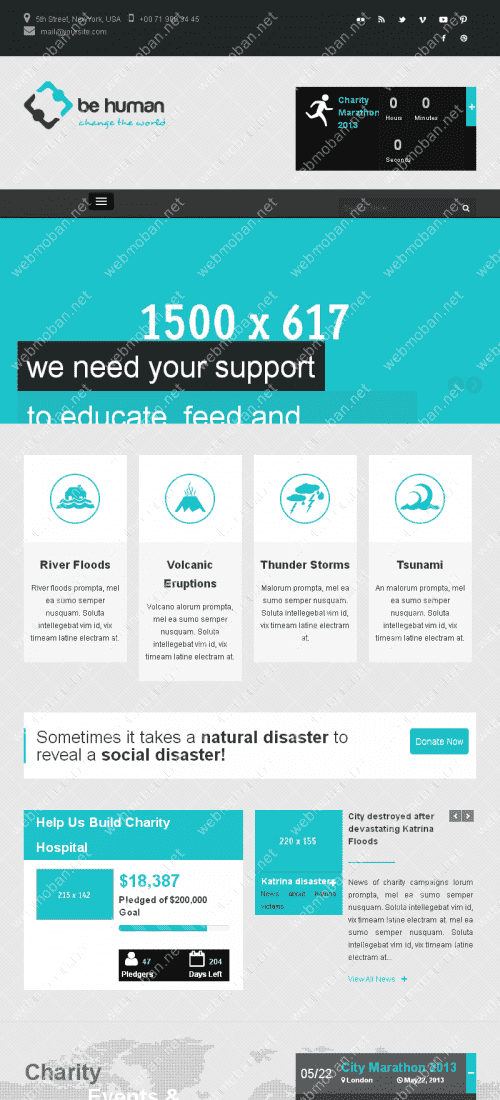 5th Street, New York, USA
mail@yoursite.com
be human
change the world
Charity
Marathon
2013
0
Hours
0
Minutes
0
Seconds
1500 x 617
we need your support
to educate, feed and
River Floods
River floods prompta, mel
ea sumo semper
nusquam. Soluta
intellegebat vim id, vix
timeam latine electram at.
Volcanic
Eruptions
Volcano alorum prompta,
mel ea sumo semper
nusquam. Soluta
intellegebat vim id, vix
timeam latine electram at.
Thunder Storms
Malorum prompta, mel ea
sumo semper nusquam.
Soluta intellegebat vim id,
vix timeam latine electram
at.
Tsunami
An malorum prompta, mel
ea sumo semper
nusquam. Soluta
intellegebat vim id, vix
timeam latine electram at.
Sometimes it takes a natural disaster to
reveal a social disaster!
Donate Now
Help Us Build Charity
Hospital
215 x 142
$18,387
Pledged of $200,000
Goal
47
Pledgers
204
Days Left
220 x 155
Katrina disasters
News about human
victims
City destroyed after
devastating Katrina
Floods
News of charity campaigns lorum
prompta, mel ea sumo semper
nusquam. Soluta intellegebat vim id,
vix timeam latine electram at. mel ea
sumo semper nusquam. Soluta
intellegebat vim id, vix timeam latine
electram at...
View All News +
Charity
Events &
05/22
City Marathon 2013
London
May22, 2013
webmoban.net